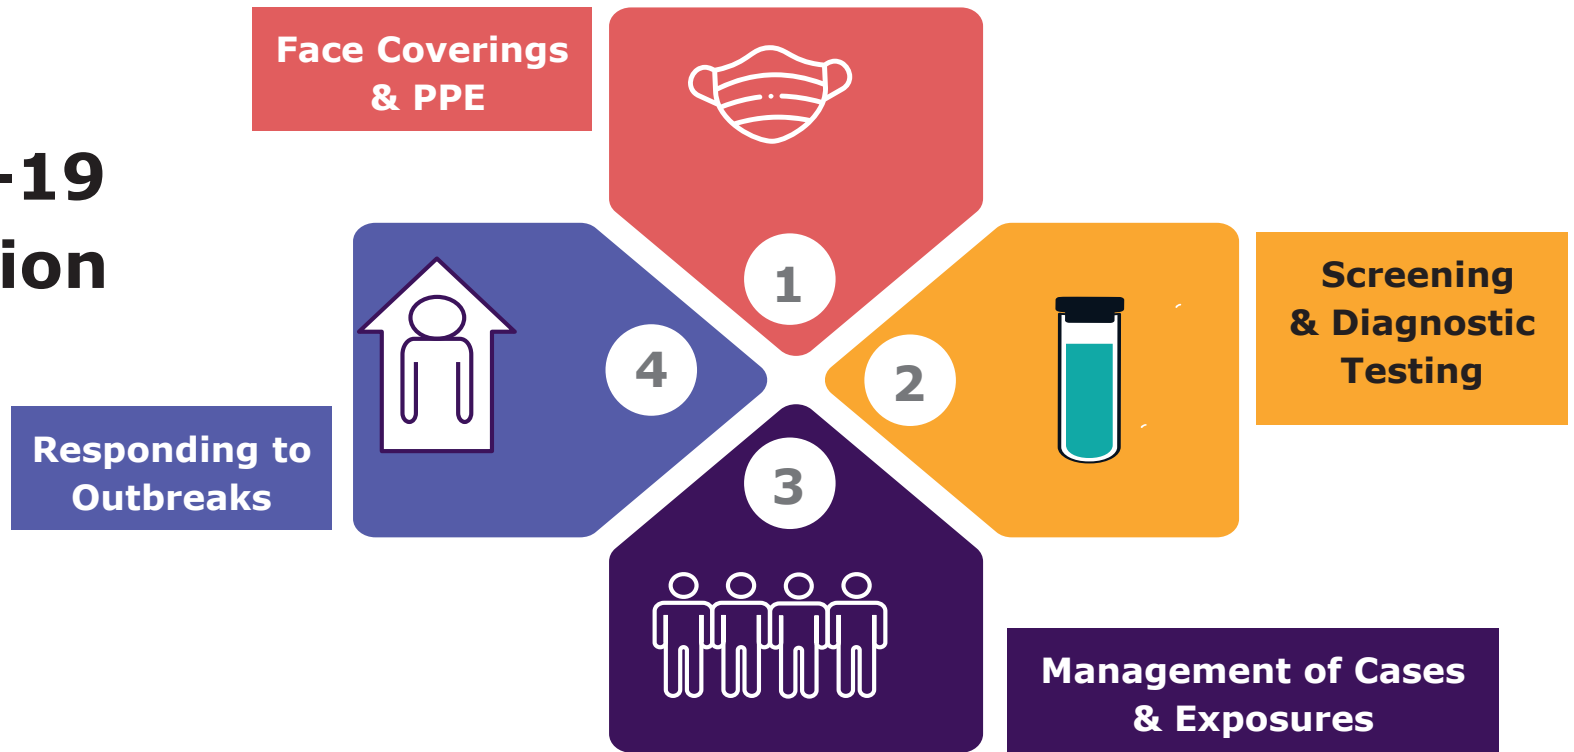 Face Coverings
& PPE
-19
ion
1
Screening
& Diagnostic
Testing
2
4
Responding to
Outbreaks
3
Management of Cases
& Exposures